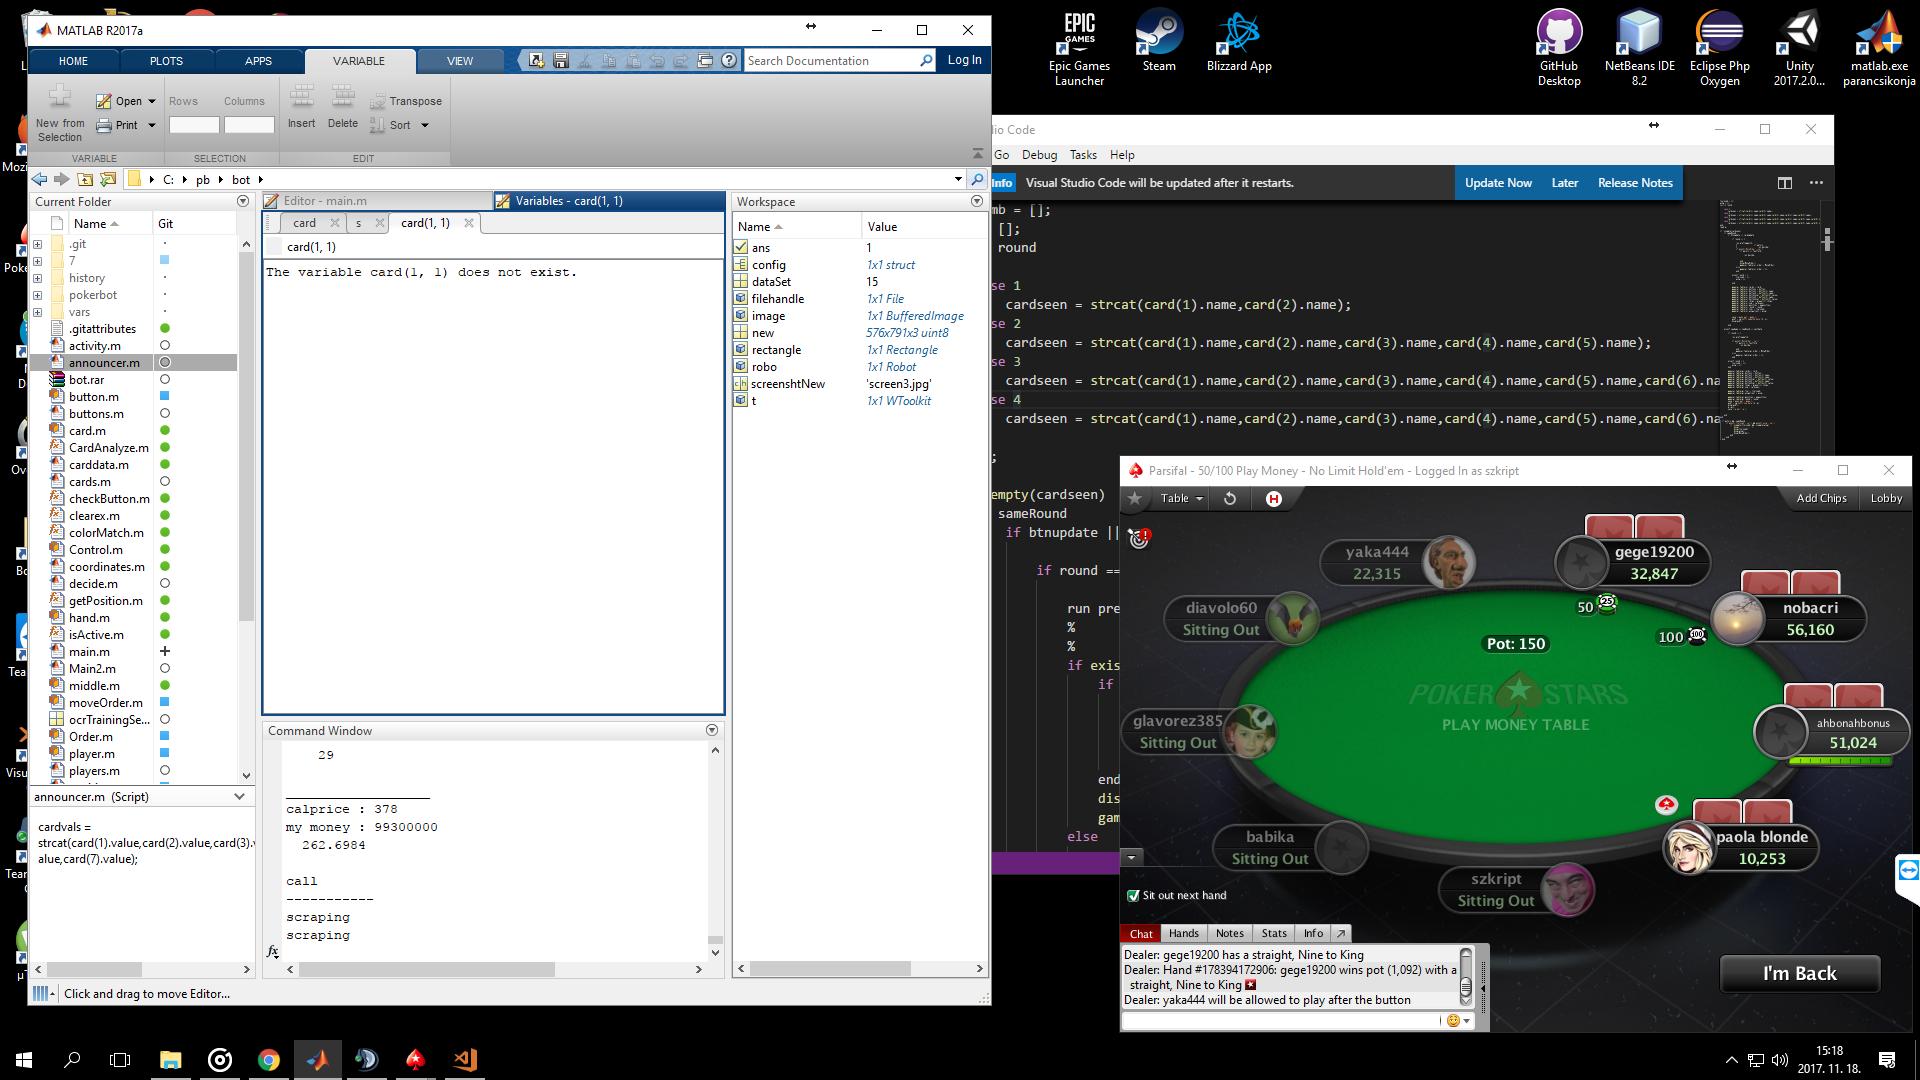 MATLAB R2017a
HOME
PLOTS
APPS
VARIABLE
VIEW
Search Documentation
Log In
New from
Selection
Open
Print
Rows
Columns
Insert
Delete
Transpose
Sort
VARIABLE
SELECTION
EDIT
C:
pb
bot
Current Folder
Name
Git
.git
7
history
pokerbot
vars
.gitattributes
activity.m
announcer.m
bot.rar
button.m
buttons.m
card.m
CardAnalyze.m
carddata.m
cards.m
checkButton.m
clearex.m
colorMatch.m
Control.m
coordinates.m
decide.m
getPosition.m
hand.m
isActive.m
main.m
Main2.m
middle.m
moveOrder.m
ocrTrainingSe...
Order.m
player.m
players.m
announcer.m (Script)
cardvals =
strcat(card(1).value,card(2).value,card(3).v
alue,card(7).value);
Click and drag to move Editor...
Editor - main.m
Variables - card(1, 1)
card
s
card(1, 1)
card(1, 1)
The variable card(1, 1) does not exist.
Command Window
29
___________________
calprice : 378
my money : 99300000
262.6984
call
-----------
scraping
scraping
fx
Workspace
Name
Value
ans 1
config 1x1 struct
dataSet 15
filehandle 1x1 File
image 1x1 BufferedImage
new 576x791x3 uint8
rectangle 1x1 Rectangle
robo 1x1 Robot
screenshtNew 'screen3.jpg'
t 1x1 WToolkit
EPIC
GAMES
Epic Games
Launcher
Steam
Blizzard App
GitHub
Desktop
NetBeans IDE
8.2
Eclipse Php
Oxygen
Unity
2017.2.0...
matlab.exe
parancsikonja
dio Code
Go
Debug
Tasks
Help
Info
Visual Studio Code will be updated after it restarts.
Update Now
Later
Release Notes
mb = [];
[];
round
se 1
cardseen = strcat(card(1).name,card(2).name);
se 2
cardseen = strcat(card(1).name,card(2).name,card(3).name,card(4).name,card(5).name);
se 3
cardseen = strcat(card(1).name,card(2).name,card(3).name,card(4).name,card(5).name,card(6).na
se 4
cardseen = strcat(card(1).name,card(2).name,card(3).name,card(4).name,card(5).name,card(6).na
;
empty(cardseen)
sameRound
if btnupdate ||
if round ==
run pre
%
%
if exis
if
end
dis
gam
else
Parsifal - 50/100 Play Money - No Limit Hold'em - Logged In as szkript
Table
H
Add Chips
Lobby
yaka444
22,315
gege19200
32,847
diavolo60
Sitting Out
50
25
nobacri
56,160
100
100
Pot: 150
POKER STARS
PLAY MONEY TABLE
glavorez385
Sitting Out
ahbonahbonus
51,024
babika
Sitting Out
paola blonde
10,253
szkript
Sitting Out
Sit out next hand
Chat
Hands
Notes
Stats
Info
Dealer: gege19200 has a straight, Nine to King
Dealer: Hand #178394172906: gege19200 wins pot (1,092) with a
straight, Nine to King
Dealer: yaka444 will be allowed to play after the button
I'm Back
15:18
2017. 11. 18.